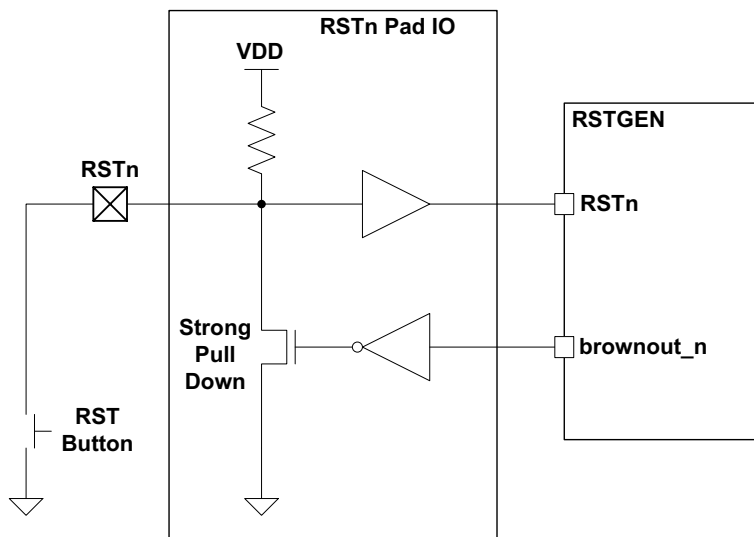 RSTn Pad IO
VDD
RSTGEN
RSTn
RSTn
Strong
Pull
Down
brownout_n
RST
Button